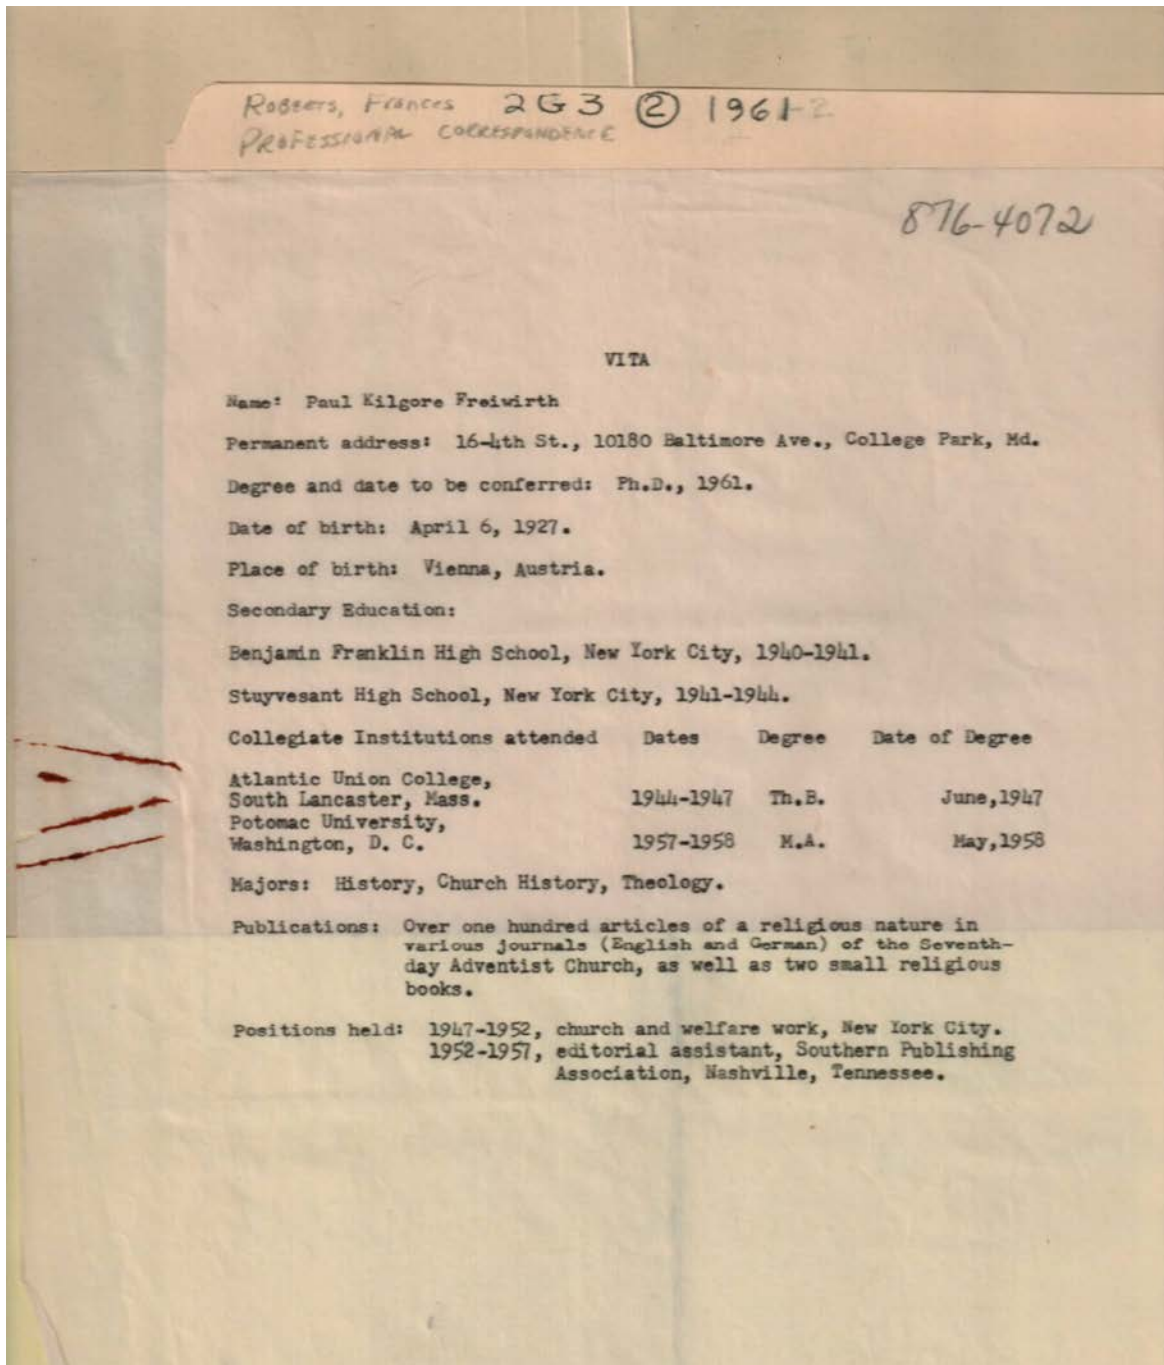 Roberts, Frances 2G3 ② 1961-2
PROFESSIONAL CORRESPONDENCE
876-4072
VITA
Name: Paul Kilgore Freiwirth
Permanent address: 16-4th St., 10180 Baltimore Ave., College Park, Md.
Degree and date to be conferred: Ph.D., 1961.
Date of birth: April 6, 1927.
Place of birth: Vienna, Austria.
Secondary Education:
Benjamin Franklin High School, New York City, 1940-1941.
Stuyvesant High School, New York City, 1941-1944.
Collegiate Institutions attended Dates Degree Date of Degree
Atlantic Union College,
South Lancaster, Mass. 1944-1947 Th.B. June,1947
Potomac University,
Washington, D. C. 1957-1958 M.A. May,1958
Majors: History, Church History, Theology.
Publications: Over one hundred articles of a religious nature in
various journals (English and German) of the Seventh-
day Adventist Church, as well as two small religious
books.
Positions held: 1947-1952, church and welfare work, New York City.
1952-1957, editorial assistant, Southern Publishing
Association, Nashville, Tennessee.